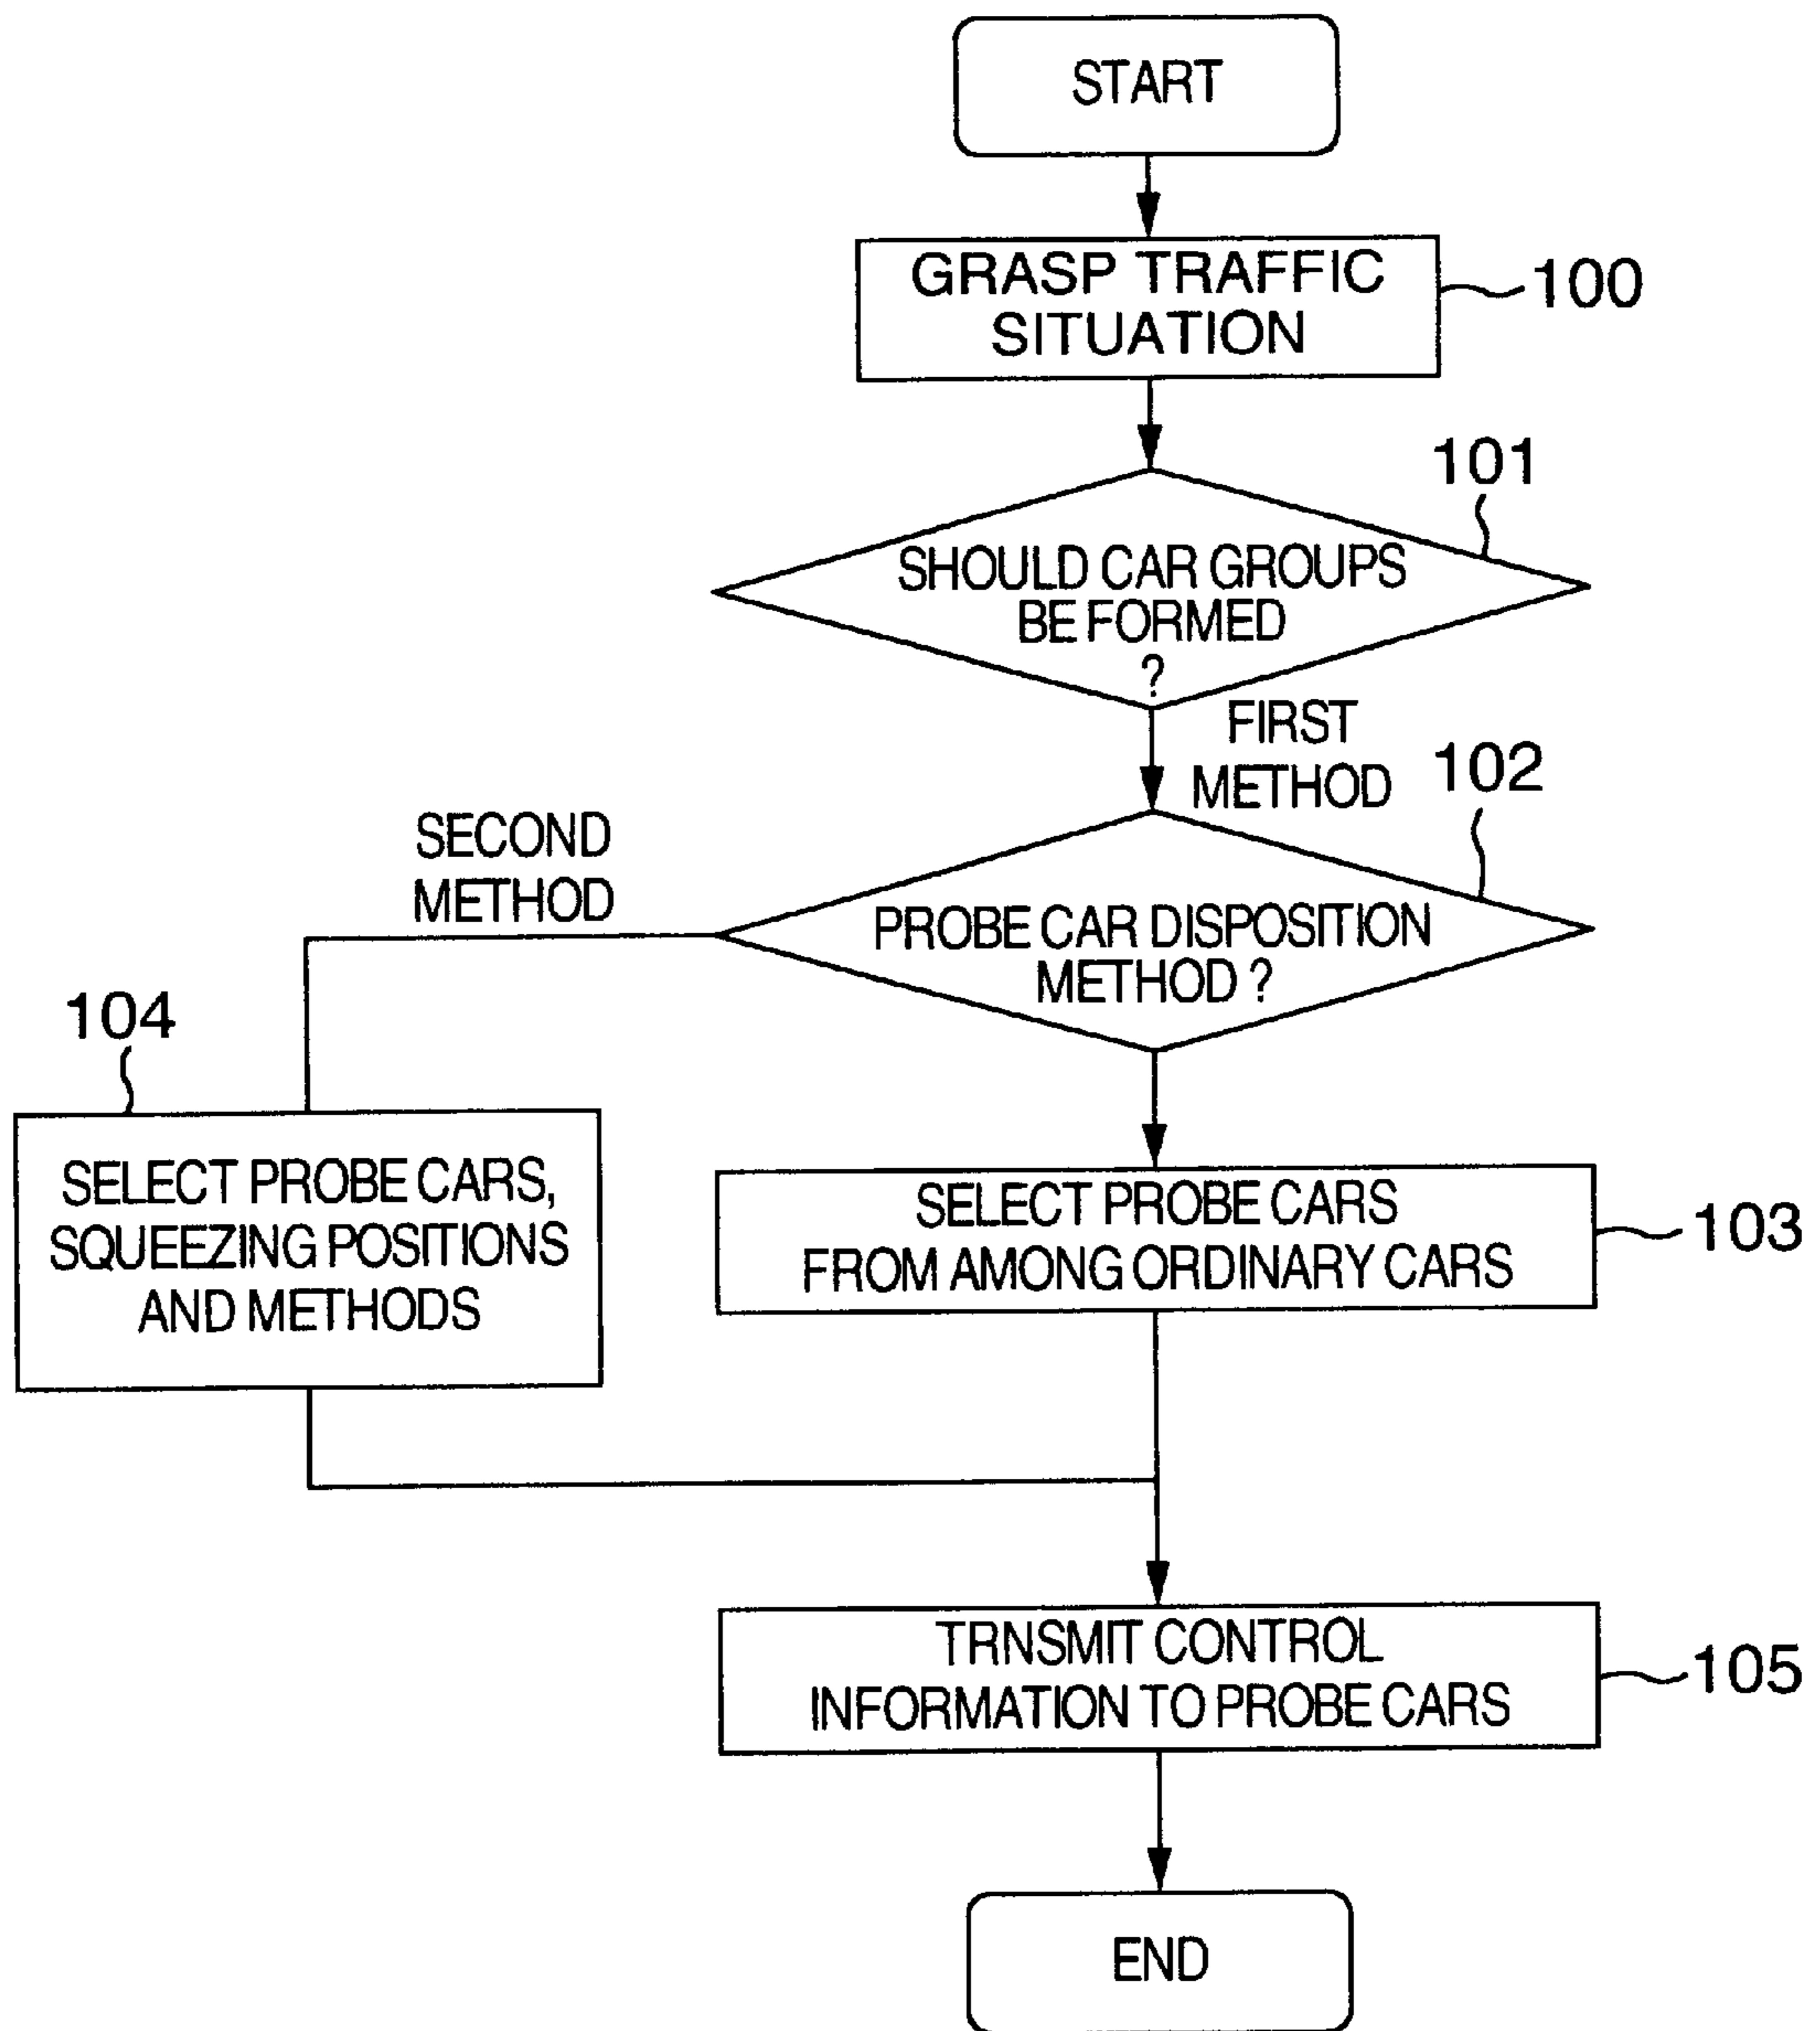 START
GRASP TRAFFIC
SITUATION
100
101
SHOULD CAR GROUPS
BE FORMED
?
FIRST
METHOD
102
SECOND
METHOD
PROBE CAR DISPOSITION
METHOD ?
104
SELECT PROBE CARS,
SQUEEZING POSITIONS
AND METHODS
SELECT PROBE CARS
FROM AMONG ORDINARY CARS
103
TRNSMIT CONTROL
INFORMATION TO PROBE CARS
105
END